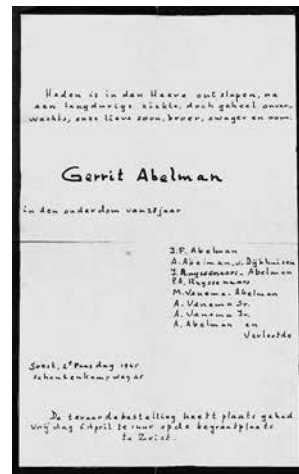 Heden is in den Heere ontslapen, na
een langdurige ziekte, doch geheel onver-
wachts, onze lieve zoon, broer, zwager en oom.
Gerrit Abelman
in den ouderdom van 28 jaar
J.F. Abelman
A. Abelman-v. Dijkhuizen
J. Ruyssenaars-Abelman
P.A. Ruyssenaars
M. Venema-Abelman
A. Venema Sr.
A. Venema Jr.
A. Abelman en
Verloofde
Soest, 2e Paasdag 1945
Schoutenkampweg
De teraardebestelling heeft plaats gehad
Vrijdag 6 April te uur op de begraafplaats
te Zeist.